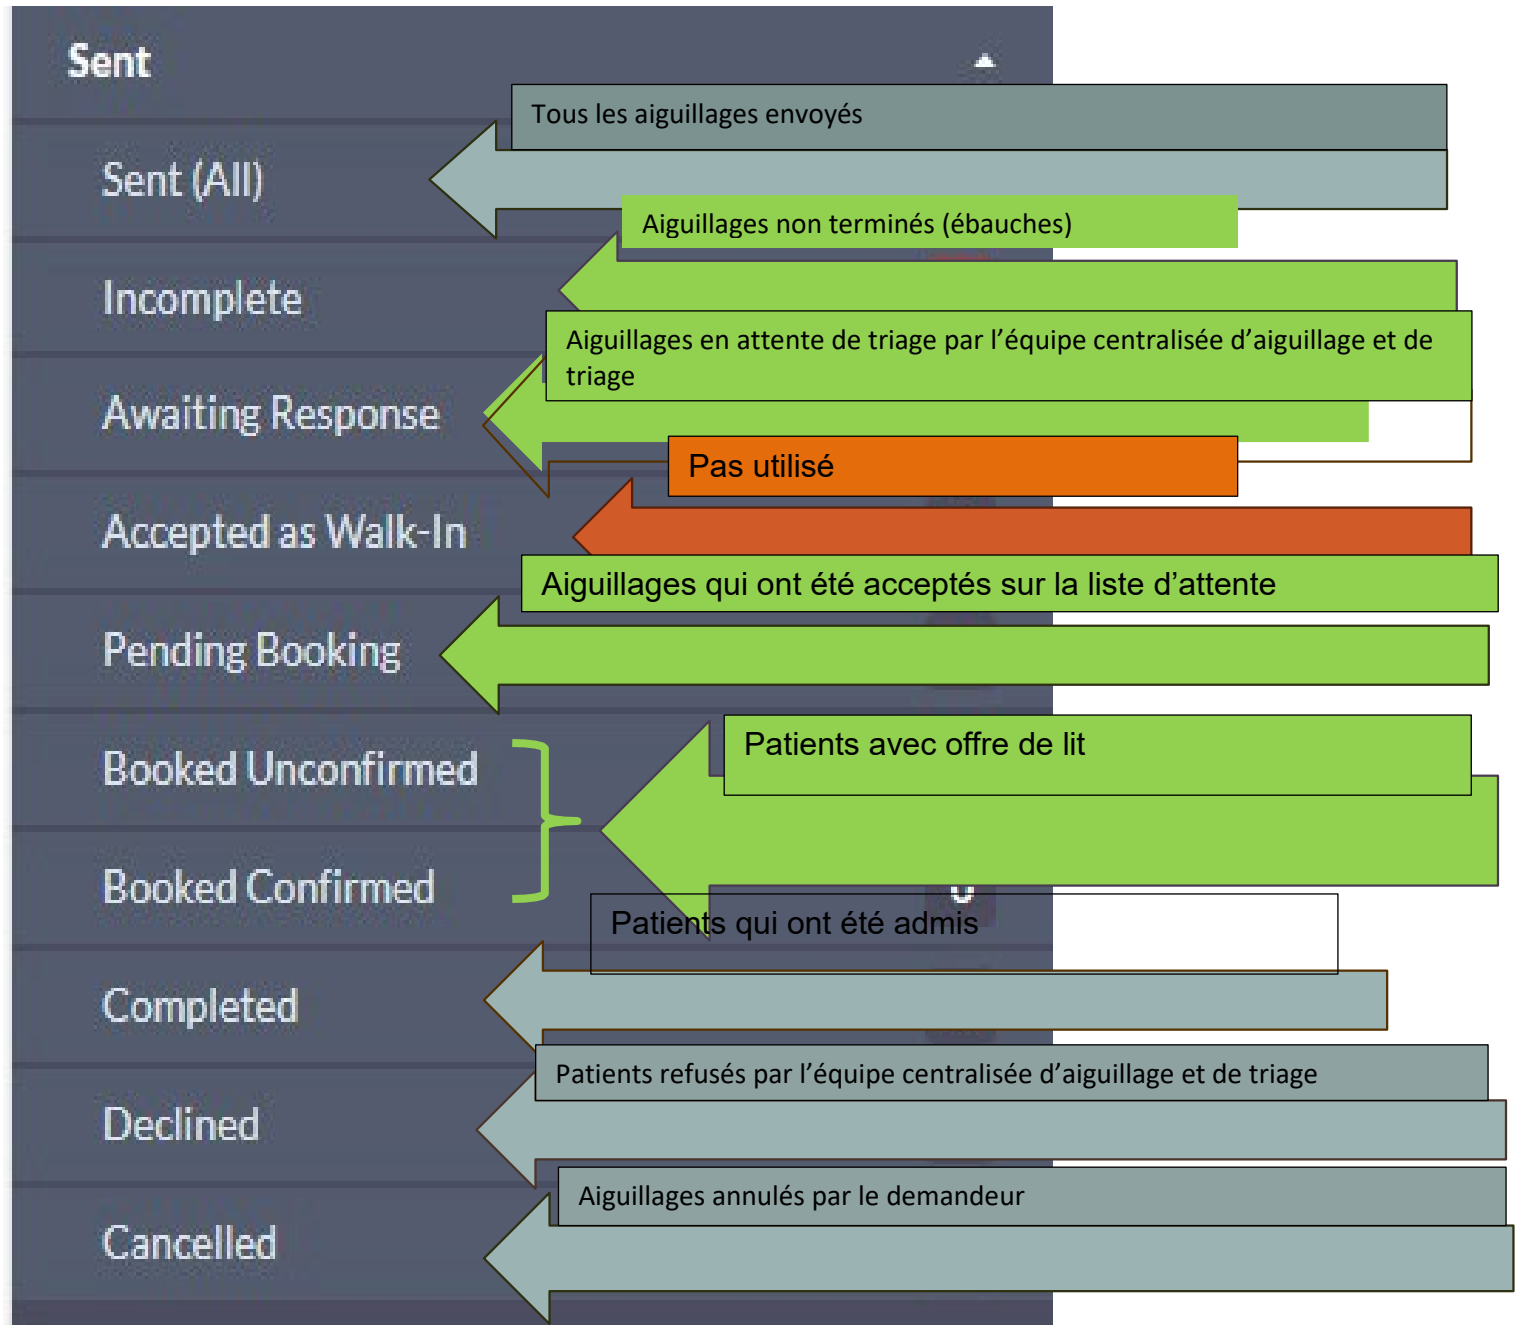 Sent
Tous les aiguillages envoyés
Sent (All)
Aiguillages non terminés (ébauches)
Incomplete
Aiguillages en attente de triage par l’équipe centralisée d’aiguillage et de
triage
Awaiting Response
Pas utilisé
Accepted as Walk-In
Aiguillages qui ont été acceptés sur la liste d’attente
Pending Booking
Patients avec offre de lit
Booked Unconfirmed
Booked Confirmed
Patients qui ont été admis
Completed
Patients refusés par l’équipe centralisée d’aiguillage et de triage
Declined
Aiguillages annulés par le demandeur
Cancelled